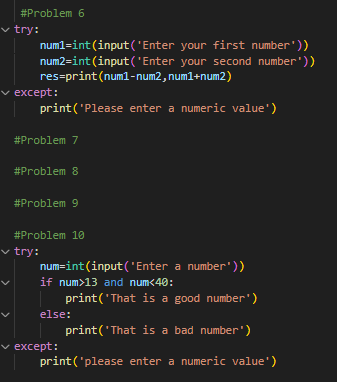 #Problem 6
try:
    num1=int(input('Enter your first number'))
    num2=int(input('Enter your second number'))
    res=print(num1-num2,num1+num2)
except:
    print('Please enter a numeric value')
#Problem 7
#Problem 8
#Problem 9
#Problem 10
try:
    num=int(input('Enter a number'))
    if num>13 and num<40:
        print('That is a good number')
    else:
        print('That is a bad number')
except:
    print('please enter a numeric value')